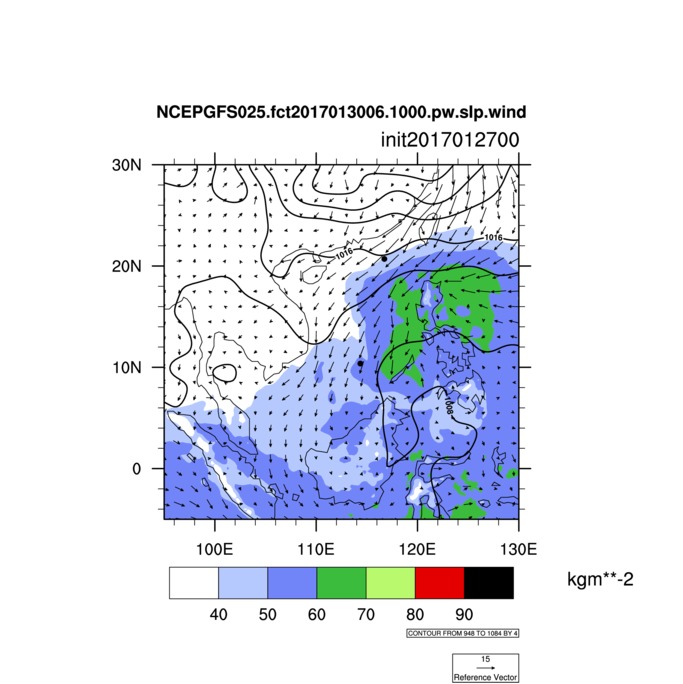 NCEPGFS025.fct2017013006.1000.pw.slp.wind
init2017012700
30N
1016
1016
20N
10N
1008
0
100E 110E 120E 130E
kgm**-2
40 50 60 70 80 90
CONTOUR FROM 948 TO 1084 BY 4
15
Reference Vector